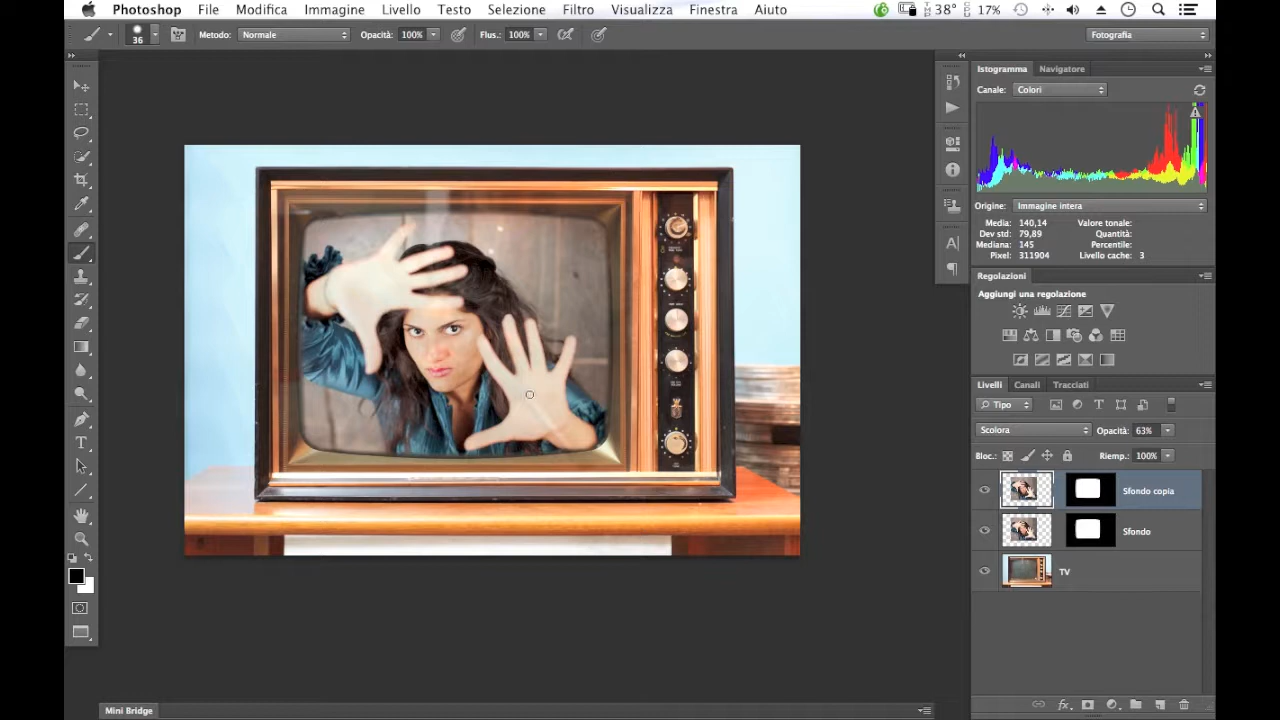 Photoshop File Modifica Immagine Livello Testo Selezione Filtro Visualizza Finestra Aiuto 38° 17%
36 Metodo: Normale Opacità: 100% Flus.: 100% Fotografia
Istogramma Navigatore
Canale: Colori
Origine: Immagine intera
Media: 140,14 Valore tonale:
Dev std: 79,89 Quantità:
Mediana: 145 Percentile:
Pixel: 311904 Livello cache: 3
Regolazioni
Aggiungi una regolazione
Livelli Canali Tracciati
Tipo
Scolora Opacità: 63%
Bloc.: Riemp.: 100%
Sfondo copia
Sfondo
TV
fx
Mini Bridge